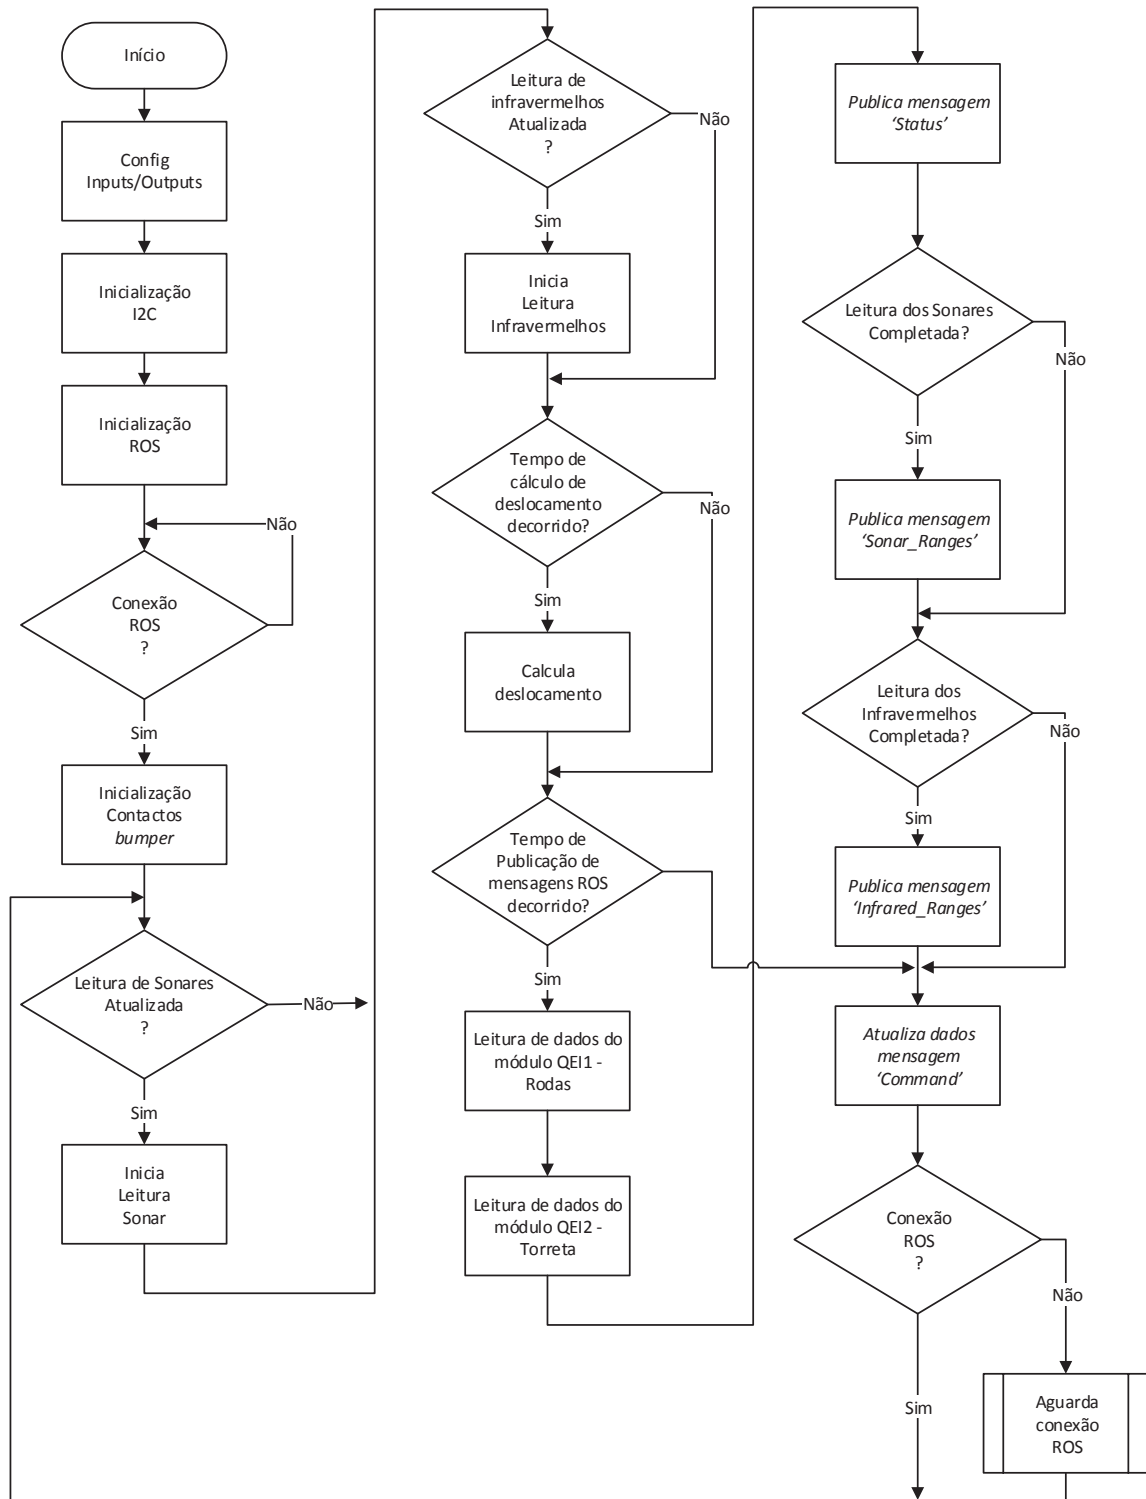 Início
Config
Inputs/Outputs
Inicialização
I2C
Inicialização
ROS
Não
Conexão
ROS
?
Sim
Inicialização
Contactos
bumper
Leitura de Sonares
Atualizada
?
Não
Sim
Inicia
Leitura
Sonar
Leitura de
infravermelhos
Atualizada
?
Não
Sim
Inicia
Leitura
Infravermelhos
Tempo de
cálculo de
deslocamento
decorrido?
Não
Sim
Calcula
deslocamento
Tempo de
Publicação de
mensagens ROS
decorrido?
Sim
Leitura de dados do
módulo QEI1 -
Rodas
Leitura de dados do
módulo QEI2 -
Torreta
Publica mensagem
‘Status’
Leitura dos Sonares
Completada?
Não
Sim
Publica mensagem
‘Sonar_Ranges’
Leitura dos
Infravermelhos
Completada?
Não
Sim
Publica mensagem
‘Infrared_Ranges’
Atualiza dados
mensagem
‘Command’
Conexão
ROS
?
Não
Sim
Aguarda
conexão
ROS